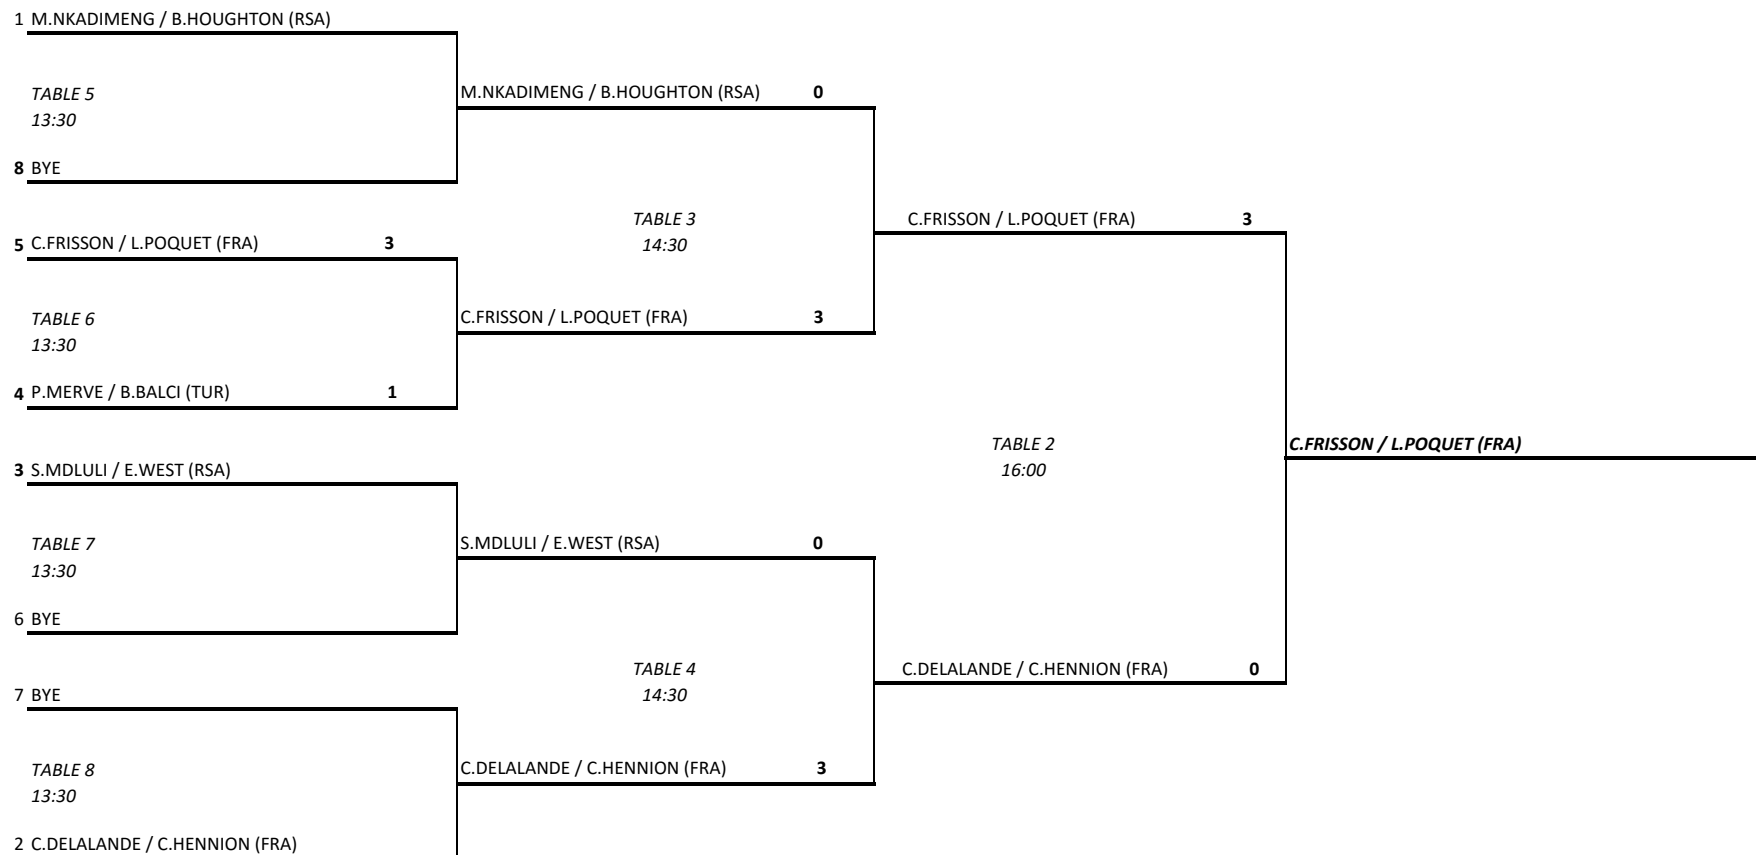 1 M.NKADIMENG / B.HOUGHTON (RSA)
TABLE 5
13:30
M.NKADIMENG / B.HOUGHTON (RSA) 0
8 BYE
TABLE 3
14:30
C.FRISSON / L.POQUET (FRA) 3
5 C.FRISSON / L.POQUET (FRA) 3
TABLE 6
13:30
C.FRISSON / L.POQUET (FRA) 3
4 P.MERVE / B.BALCI (TUR) 1
TABLE 2
16:00
C.FRISSON / L.POQUET (FRA)
3 S.MDLULI / E.WEST (RSA)
TABLE 7
13:30
S.MDLULI / E.WEST (RSA) 0
6 BYE
TABLE 4
14:30
C.DELALANDE / C.HENNION (FRA) 0
7 BYE
TABLE 8
13:30
C.DELALANDE / C.HENNION (FRA) 3
2 C.DELALANDE / C.HENNION (FRA)